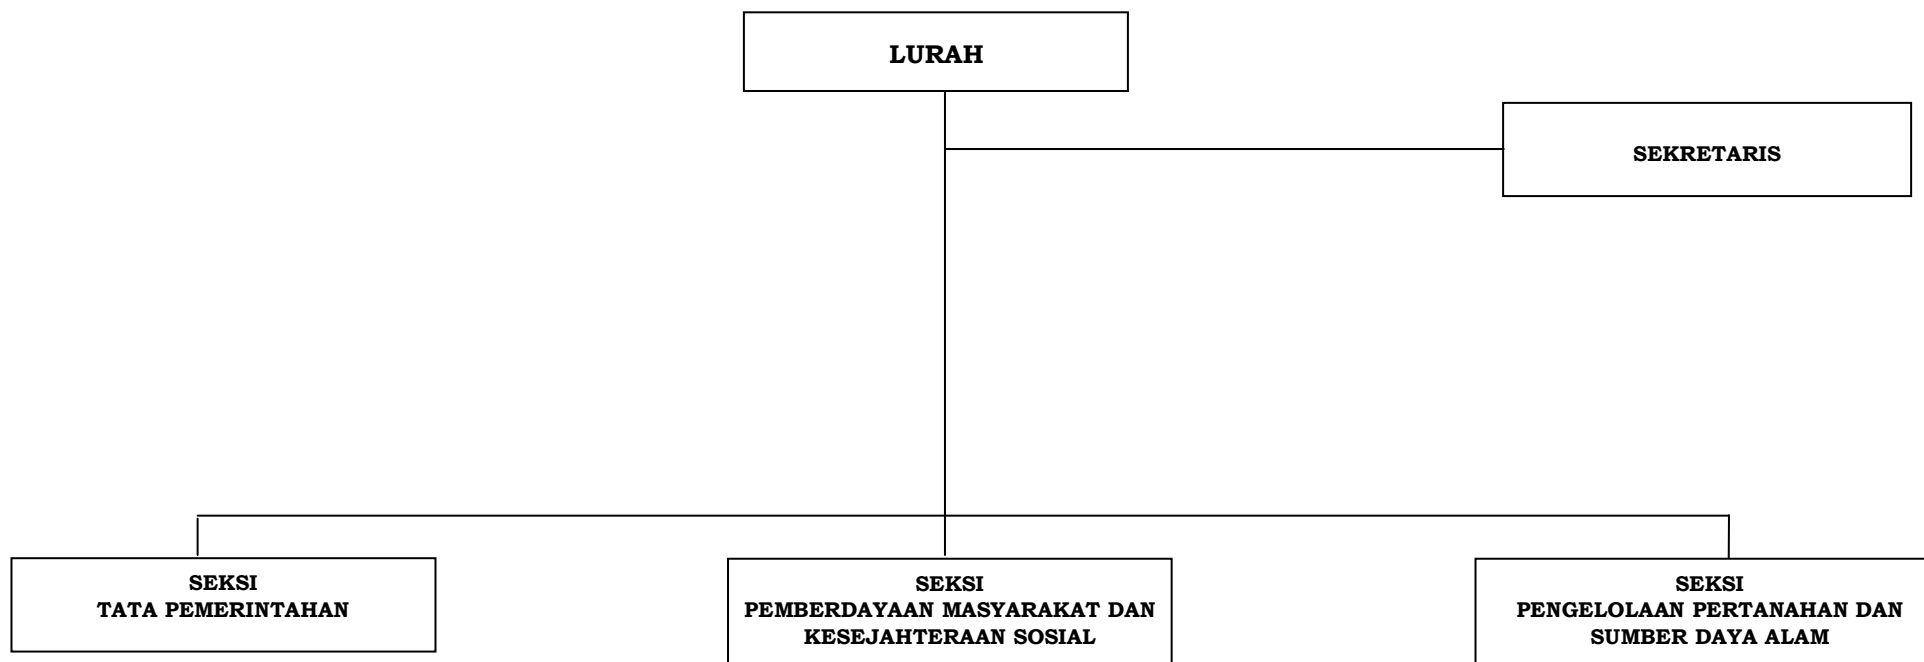 LURAH
SEKRETARIS
SEKSI
TATA PEMERINTAHAN
SEKSI
PEMBERDAYAAN MASYARAKAT DAN
KESEJAHTERAAN SOSIAL
SEKSI
PENGELOLAAN PERTANAHAN DAN
SUMBER DAYA ALAM